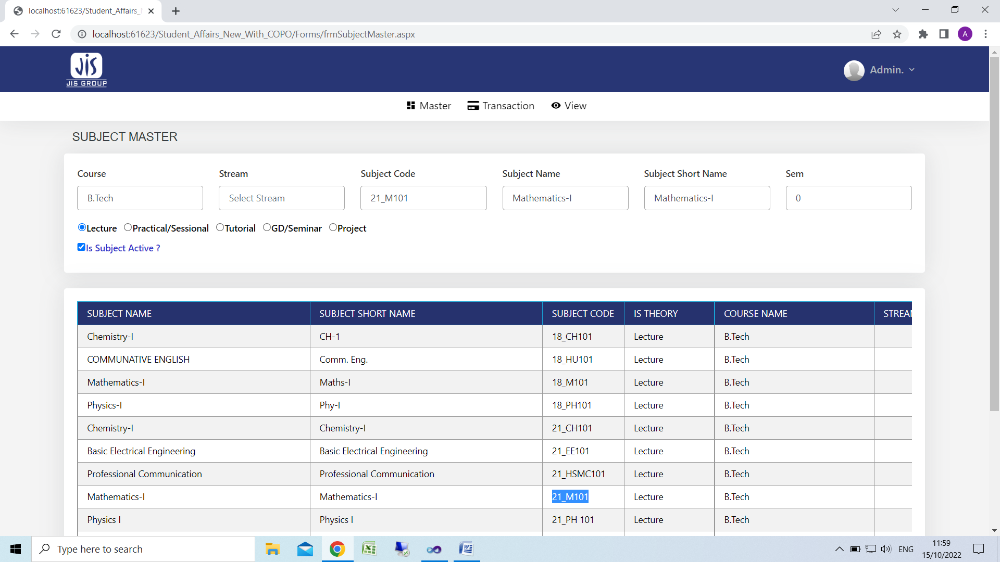 localhost:61623/Student_Affairs_
localhost:61623/Student_Affairs_New_With_COPO/Forms/frmSubjectMaster.aspx
A
JIS
JIS GROUP
Admin.
Master Transaction View
SUBJECT MASTER
Course Stream Subject Code Subject Name Subject Short Name Sem
B.Tech Select Stream 21_M101 Mathematics-I Mathematics-I 0
Lecture Practical/Sessional Tutorial GD/Seminar Project
Is Subject Active ?
SUBJECT NAME SUBJECT SHORT NAME SUBJECT CODE IS THEORY COURSE NAME STREAM
Chemistry-I CH-1 18_CH101 Lecture B.Tech
COMMUNATIVE ENGLISH Comm. Eng. 18_HU101 Lecture B.Tech
Mathematics-I Maths-I 18_M101 Lecture B.Tech
Physics-I Phy-I 18_PH101 Lecture B.Tech
Chemistry-I Chemistry-I 21_CH101 Lecture B.Tech
Basic Electrical Engineering Basic Electrical Engineering 21_EE101 Lecture B.Tech
Professional Communication Professional Communication 21_HSMC101 Lecture B.Tech
Mathematics-I Mathematics-I 21_M101 Lecture B.Tech
Physics I Physics I 21_PH 101 Lecture B.Tech
Type here to search
ENG
11:59
15/10/2022